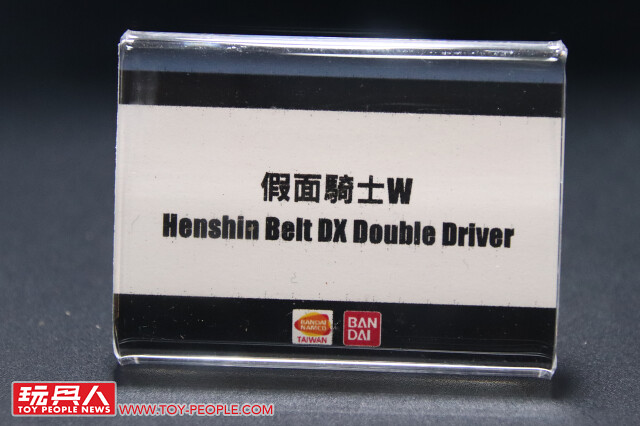 假面騎士W
Henshin Belt DX Double Driver
BANDAI
NAMCO
TAIWAN
BAN
DAI
玩具人
TOY PEOPLE NEWS
WWW.TOY-PEOPLE.COM